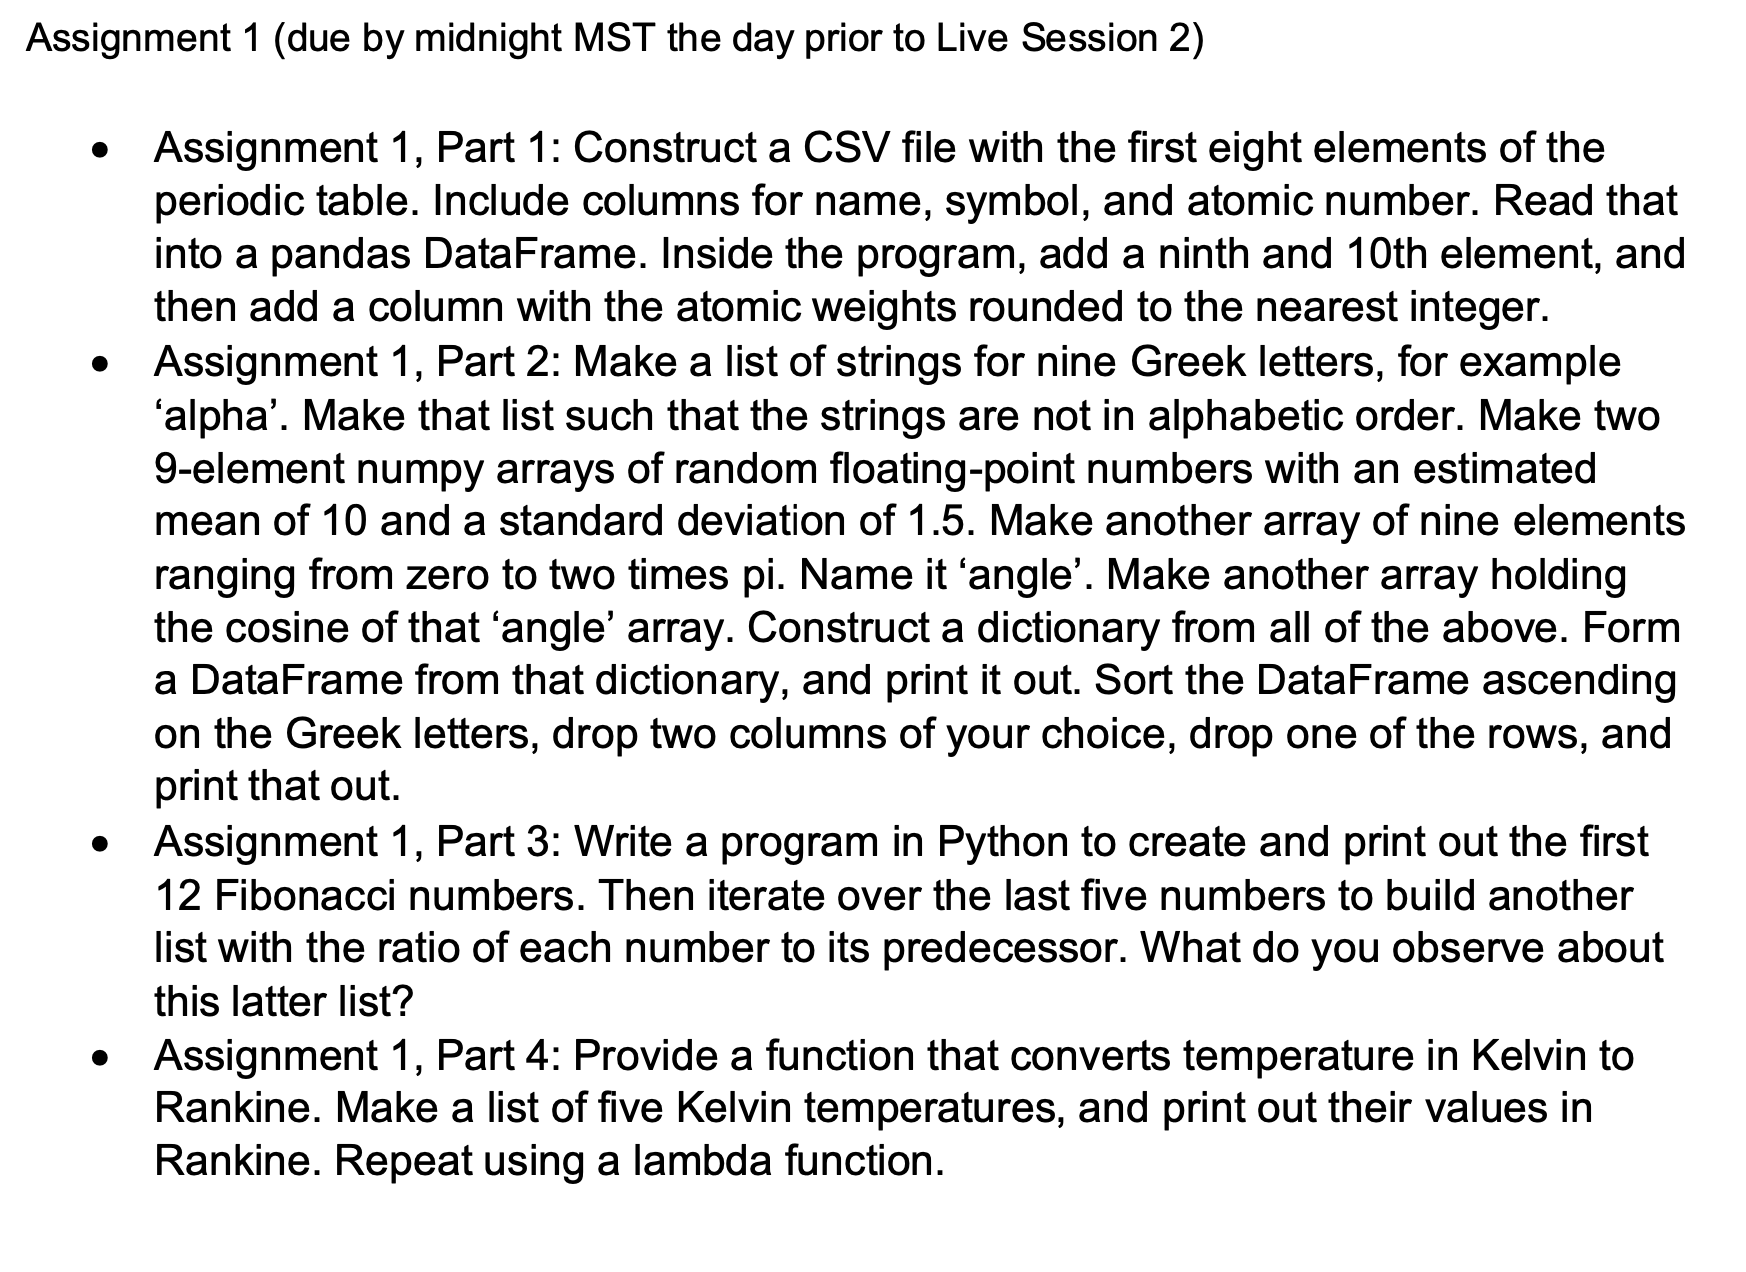 Assignment 1 (due by midnight MST the day prior to Live Session 2)
• Assignment 1, Part 1: Construct a CSV file with the first eight elements of the
periodic table. Include columns for name, symbol, and atomic number. Read that
into a pandas DataFrame. Inside the program, add a ninth and 10th element, and
then add a column with the atomic weights rounded to the nearest integer.
• Assignment 1, Part 2: Make a list of strings for nine Greek letters, for example
‘alpha’. Make that list such that the strings are not in alphabetic order. Make two
9-element numpy arrays of random floating-point numbers with an estimated
mean of 10 and a standard deviation of 1.5. Make another array of nine elements
ranging from zero to two times pi. Name it ‘angle’. Make another array holding
the cosine of that ‘angle’ array. Construct a dictionary from all of the above. Form
a DataFrame from that dictionary, and print it out. Sort the DataFrame ascending
on the Greek letters, drop two columns of your choice, drop one of the rows, and
print that out.
• Assignment 1, Part 3: Write a program in Python to create and print out the first
12 Fibonacci numbers. Then iterate over the last five numbers to build another
list with the ratio of each number to its predecessor. What do you observe about
this latter list?
• Assignment 1, Part 4: Provide a function that converts temperature in Kelvin to
Rankine. Make a list of five Kelvin temperatures, and print out their values in
Rankine. Repeat using a lambda function.